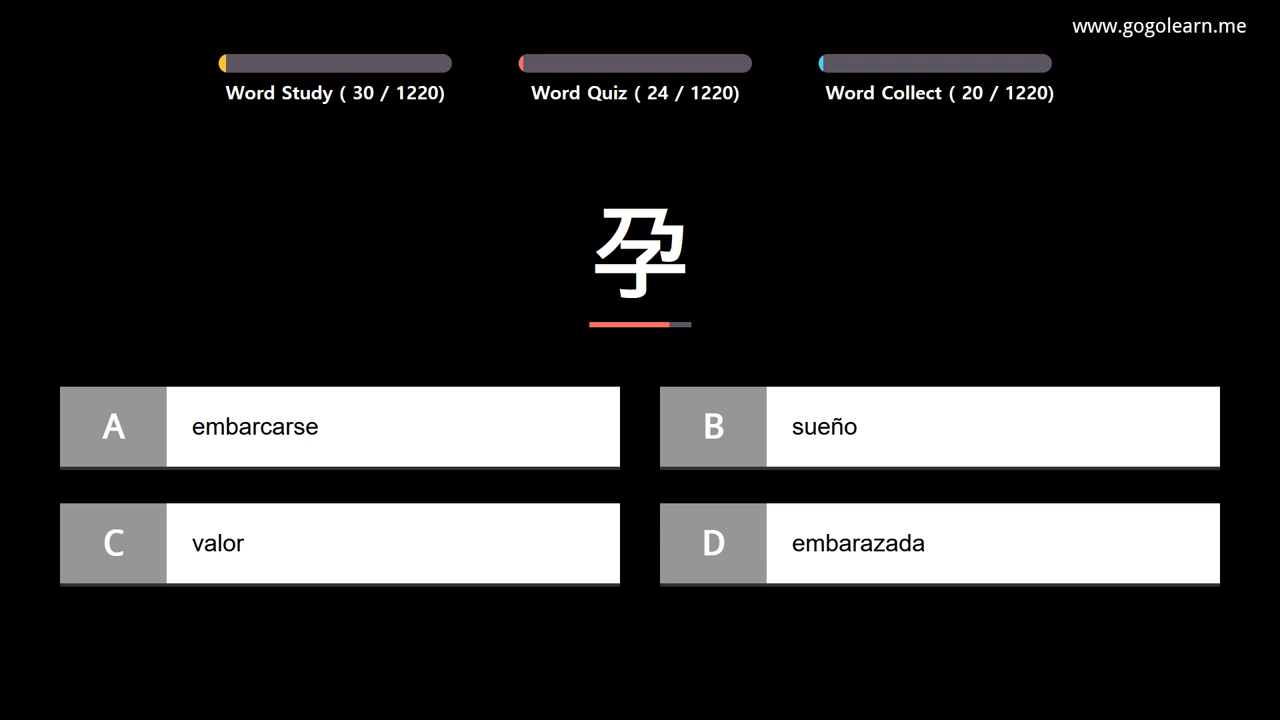 www.gogolearn.me
Word Study ( 30 / 1220)
Word Quiz ( 24 / 1220)
Word Collect ( 20 / 1220)
孕
A embarcarse
B sueño
C valor
D embarazada